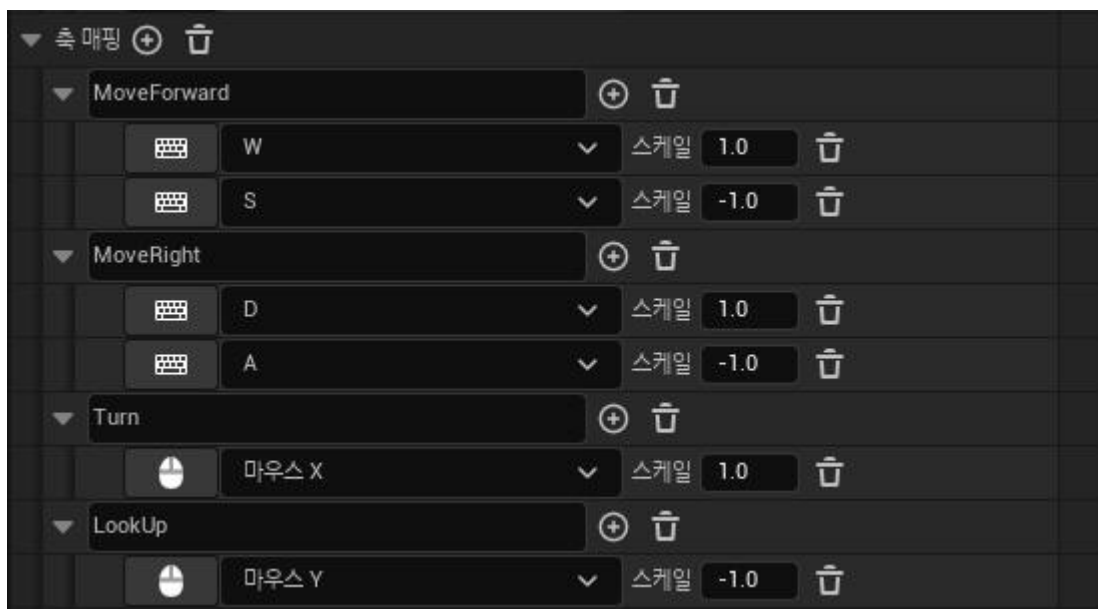 축 매핑
MoveForward
W 스케일 1.0
S 스케일 -1.0
MoveRight
D 스케일 1.0
A 스케일 -1.0
Turn
마우스 X 스케일 1.0
LookUp
마우스 Y 스케일 -1.0